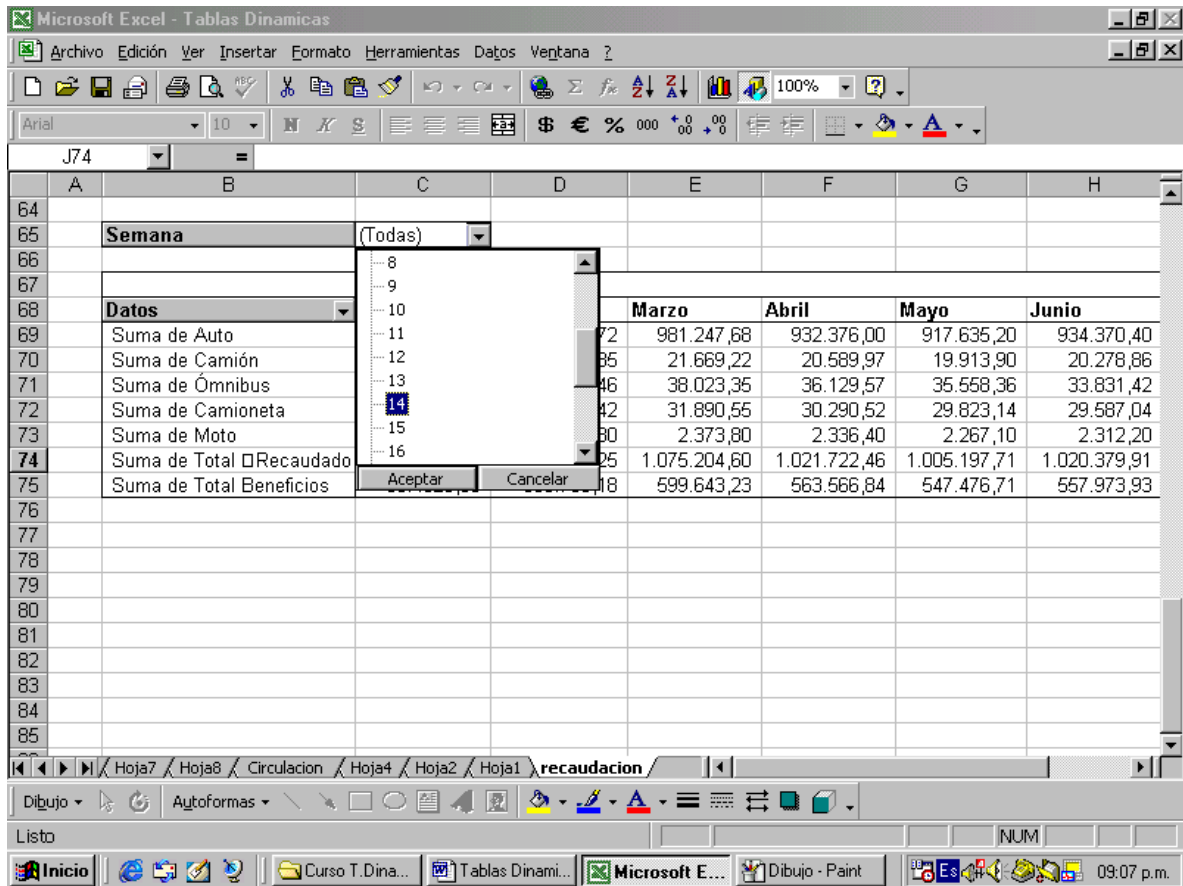 Microsoft Excel - Tablas Dinamicas
Archivo Edición Ver Insertar Formato Herramientas Datos Ventana ?
100%
Arial 10 N K S $ € % 000
J74 =
A B C D E F G H
64
65 Semana (Todas)
66 8
67 9
68 Datos 10 Marzo Abril Mayo Junio
69 Suma de Auto 11 72 981.247,68 932.376,00 917.635,20 934.370,40
70 Suma de Camión 12 85 21.669,22 20.589,97 19.913,90 20.278,86
71 Suma de Ómnibus 13 46 38.023,35 36.129,57 35.558,36 33.831,42
72 Suma de Camioneta 14 42 31.890,55 30.290,52 29.823,14 29.587,04
73 Suma de Moto 15 80 2.373,80 2.336,40 2.267,10 2.312,20
74 Suma de Total □Recaudado 16 25 1.075.204,60 1.021.722,46 1.005.197,71 1.020.379,91
75 Suma de Total Beneficios Aceptar Cancelar 18 599.643,23 563.566,84 547.476,71 557.973,93
76
77
78
79
80
81
82
83
84
85
Hoja7 Hoja8 Circulacion Hoja4 Hoja2 Hoja1 recaudacion
Dibujo Autoformas
Listo NUM
Inicio Curso T.Dina... Tablas Dinami... Microsoft E... Dibujo - Paint Es 09:07 p.m.